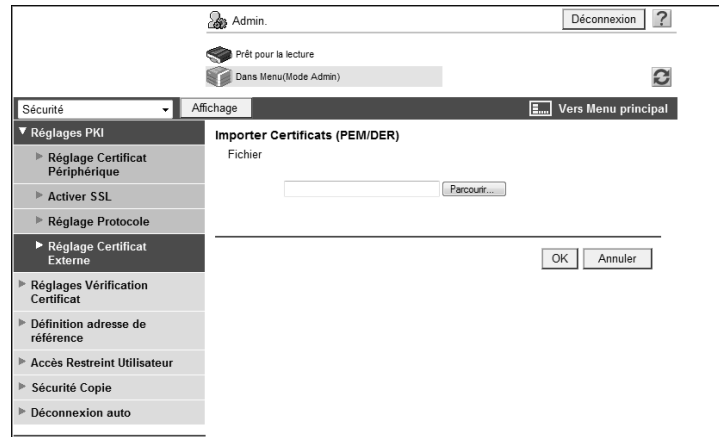 Admin.
Déconnexion
?
Prêt pour la lecture
Dans Menu(Mode Admin)
Sécurité
Affichage
Vers Menu principal
Réglages PKI
Réglage Certificat
Périphérique
Activer SSL
Réglage Protocole
Réglage Certificat
Externe
Réglages Vérification
Certificat
Définition adresse de
référence
Accès Restreint Utilisateur
Sécurité Copie
Déconnexion auto
Importer Certificats (PEM/DER)
Fichier
Parcourir...
OK
Annuler